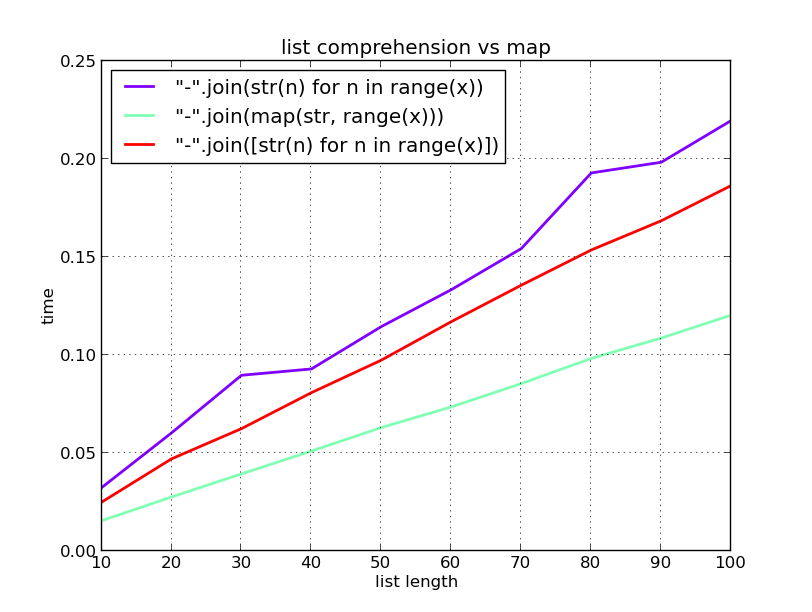 list comprehension vs map
0.25
"-".join(str(n) for n in range(x))
"-".join(map(str, range(x)))
"-".join([str(n) for n in range(x)])
0.20
0.15
time
0.10
0.05
0.00
10 20 30 40 50 60 70 80 90 100
list length